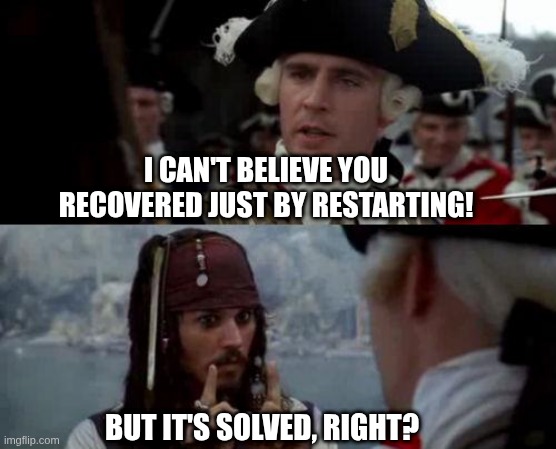 I CAN'T BELIEVE YOU
RECOVERED JUST BY RESTARTING!
BUT IT'S SOLVED, RIGHT?
imgflip.com